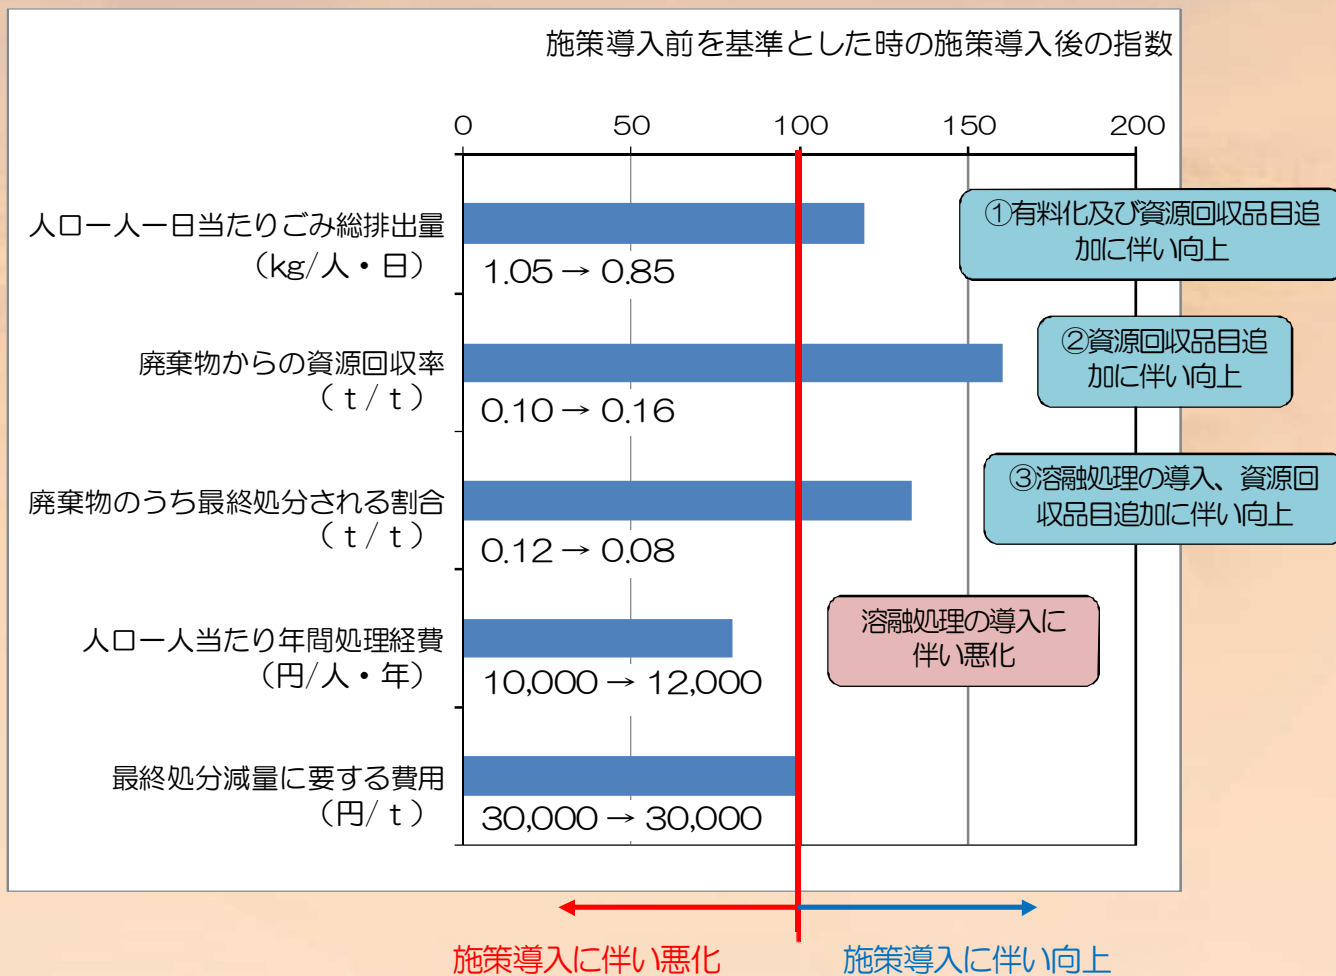 施策導入前を基準とした時の施策導入後の指数
0 50 100 150 200
人口一人一日当たりごみ総排出量
（kg/人・日）
1.05 → 0.85
①有料化及び資源回収品目追
加に伴い向上
廃棄物からの資源回収率
（ｔ/ｔ）
0.10 → 0.16
②資源回収品目追
加に伴い向上
廃棄物のうち最終処分される割合
（ｔ/ｔ）
0.12 → 0.08
③溶融処理の導入、資源回
収品目追加に伴い向上
人口一人当たり年間処理経費
（円/人・年）
10,000 → 12,000
溶融処理の導入に
伴い悪化
最終処分減量に要する費用
（円/ｔ）
30,000 → 30,000
施策導入に伴い悪化
施策導入に伴い向上